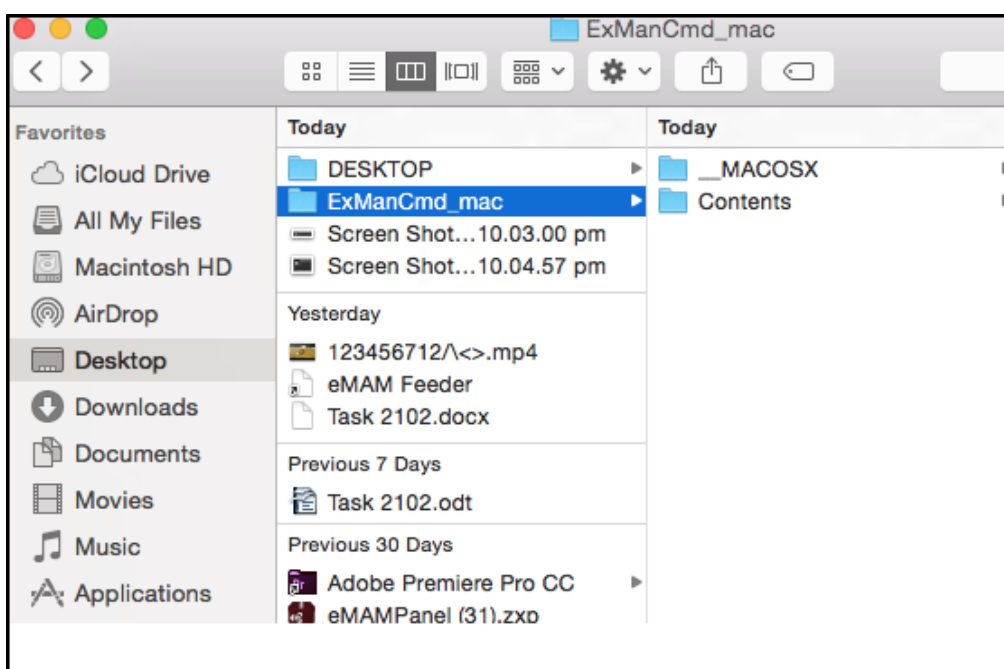 ExManCmd_mac
Favorites
iCloud Drive
All My Files
Macintosh HD
AirDrop
Desktop
Downloads
Documents
Movies
Music
Applications
Today
DESKTOP
ExManCmd_mac
Screen Shot...10.03.00 pm
Screen Shot...10.04.57 pm
Yesterday
123456712/\<>.mp4
eMAM Feeder
Task 2102.docx
Previous 7 Days
Task 2102.odt
Previous 30 Days
Adobe Premiere Pro CC
eMAMPanel (31).zxp
Today
__MACOSX
Contents